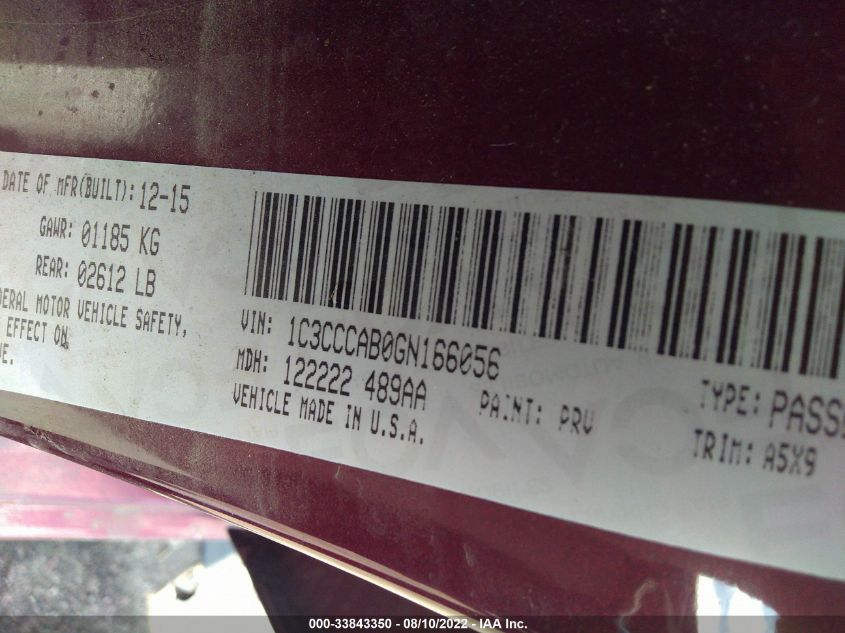 DATE OF MFR(BUILT): 12-15
GAWR: 01185 KG
REAR: 02612 LB
MOTOR VEHICLE SAFETY,
EFFECT ON
VIN: 1C3CCCAB0GN166056
MDH: 122222 489AA
VEHICLE MADE IN U.S.A.
PAINT: PRV
TYPE: PASS
TRIM: A5X9
000-33843350 - 08/10/2022 - IAA Inc.